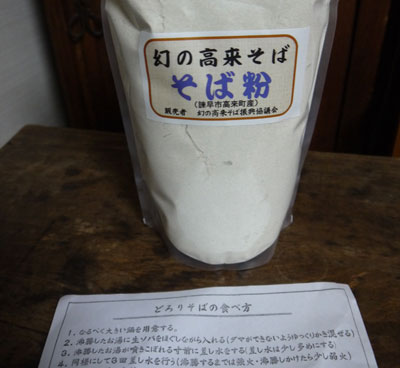 幻の高来そば
そば粉
(諫早市高来町産)
販売者 幻の高来そば振興協議会
どろりそばの食べ方
1、なるべく大きい鍋を用意する。
2、沸騰したお湯に生ソバをほぐしながら入れる(ダマができないようゆっくりかき混ぜる)
3、沸騰したお湯が噴きこぼれる寸前に差し水をする(差し水は少し多めにする)
4、同様にして3回差し水を行う(沸騰するまでは強火・沸騰しかけたら少し弱火)